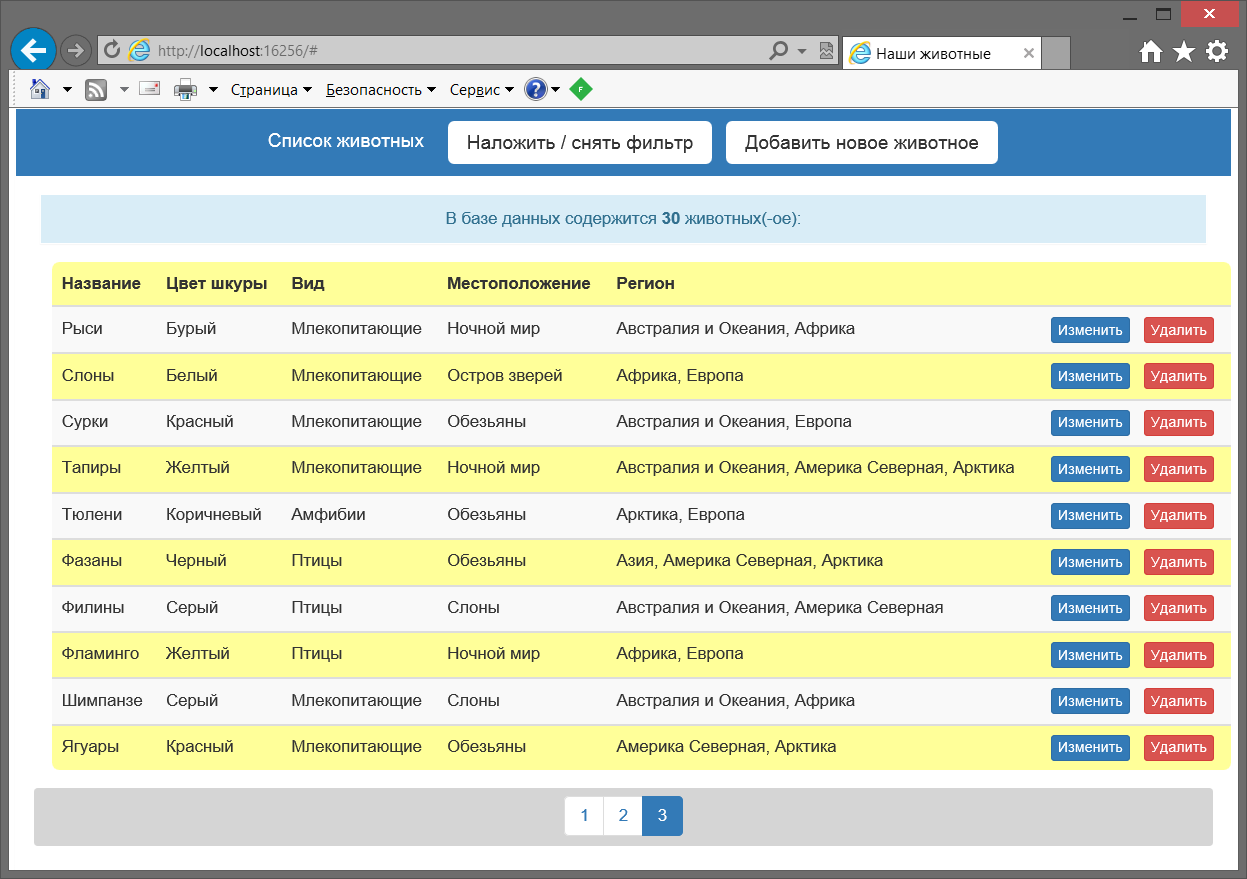 http://localhost:16256/#
Наши животные
Страница Безопасность Сервис
Список животных Наложить / снять фильтр Добавить новое животное
В базе данных содержится 30 животных(-ое):
Название Цвет шкуры Вид Местоположение Регион
Рыси Бурый Млекопитающие Ночной мир Австралия и Океания, Африка Изменить Удалить
Слоны Белый Млекопитающие Остров зверей Африка, Европа Изменить Удалить
Сурки Красный Млекопитающие Обезьяны Австралия и Океания, Европа Изменить Удалить
Тапиры Желтый Млекопитающие Ночной мир Австралия и Океания, Америка Северная, Арктика Изменить Удалить
Тюлени Коричневый Амфибии Обезьяны Арктика, Европа Изменить Удалить
Фазаны Черный Птицы Обезьяны Азия, Америка Северная, Арктика Изменить Удалить
Филины Серый Птицы Слоны Австралия и Океания, Америка Северная Изменить Удалить
Фламинго Желтый Птицы Ночной мир Африка, Европа Изменить Удалить
Шимпанзе Серый Млекопитающие Слоны Австралия и Океания, Африка Изменить Удалить
Ягуары Красный Млекопитающие Обезьяны Америка Северная, Арктика Изменить Удалить
1 2 3